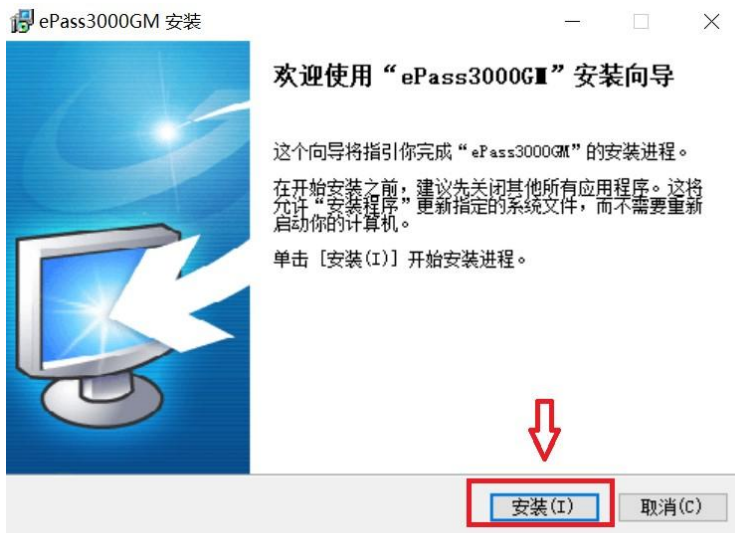 ePass3000GM 安装
欢迎使用“ePass3000GM”安装向导
这个向导将指引你完成“ePass3000GM”的安装进程。
在开始安装之前，建议先关闭其他所有应用程序。这将
允许“安装程序”更新指定的系统文件，而不需要重新
启动你的计算机。
单击 [安装(I)] 开始安装进程。
安装(I)
取消(C)